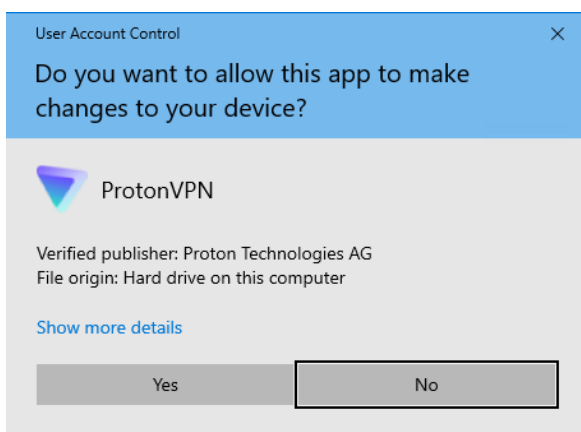 User Account Control
Do you want to allow this app to make
changes to your device?
ProtonVPN
Verified publisher: Proton Technologies AG
File origin: Hard drive on this computer
Show more details
Yes
No